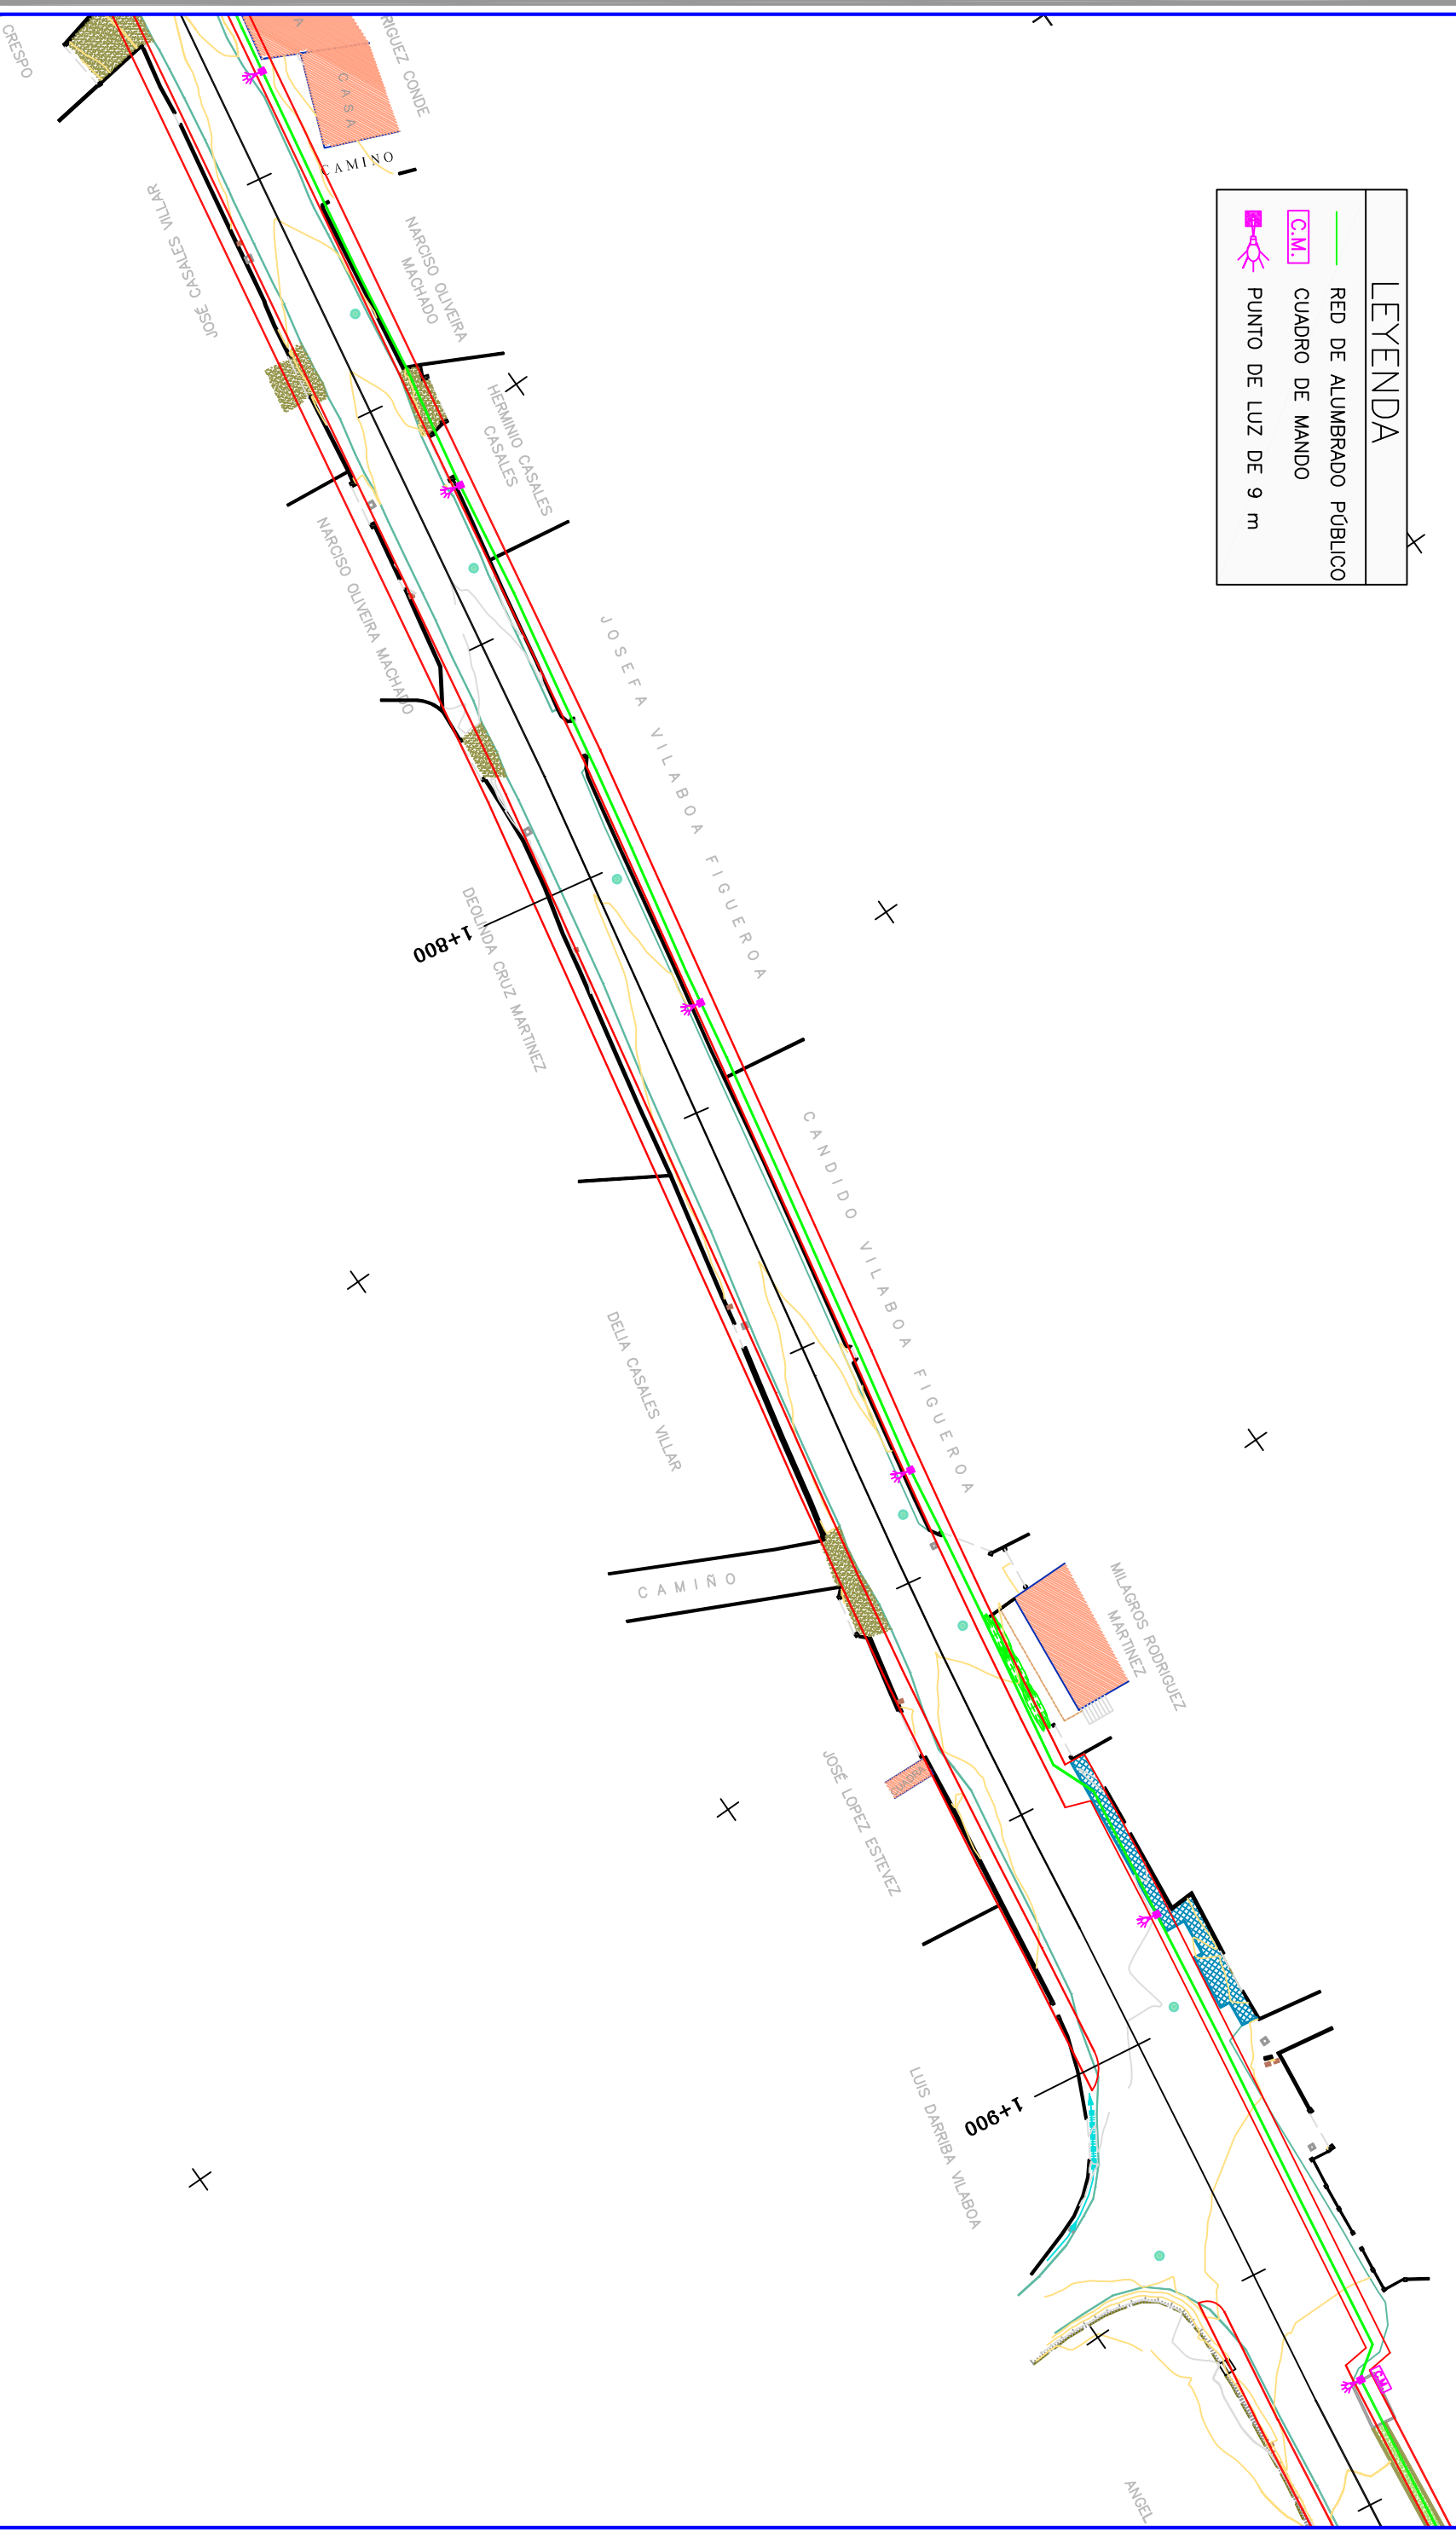 LEYENDA
RED DE ALUMBRADO PÚBLICO
C.M.
CUADRO DE MANDO
PUNTO DE LUZ DE 9 m
CRESPO
RIGUEZ CONDE
A
CASA
CAMINO
JOSÉ CASALES VILLAR
NARCISO OLIVEIRA
MACHADO
HERMINIO CASALES
CASALES
NARCISO OLIVEIRA MACHADO
JOSEFA VILABOA FIGUEROA
1+800
DEOLINDA CRUZ MARTINEZ
CANDIDO VILABOA FIGUEROA
DELIA CASALES VILLAR
CAMIÑO
MILAGROS RODRIGUEZ
MARTINEZ
CUADRA
JOSÉ LOPEZ ESTEVEZ
1+900
LUIS DARRIBA VILABOA
C.M.
ANGEL